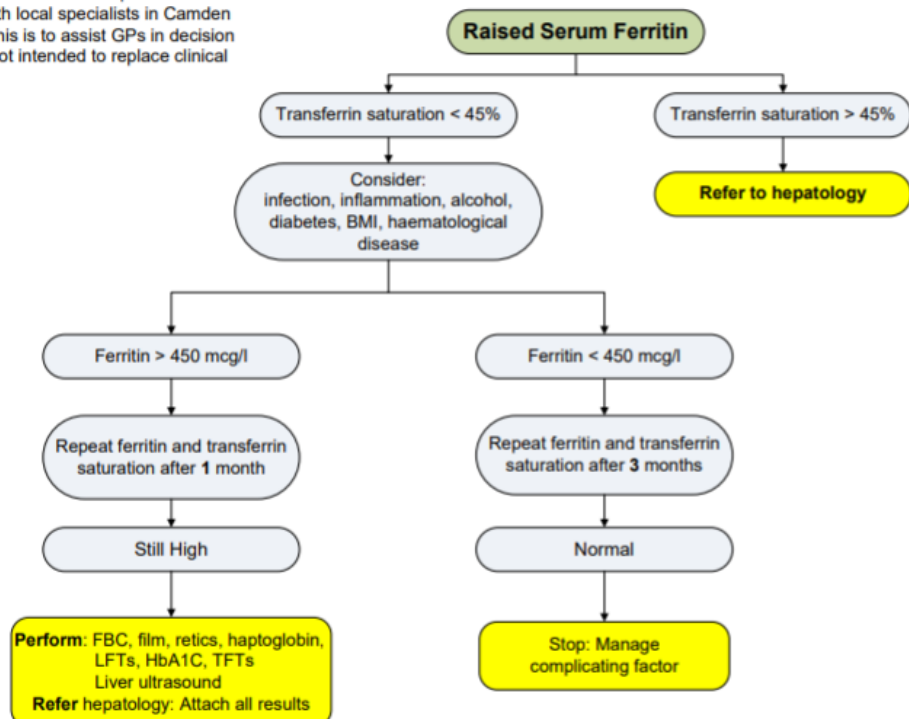 th local specialists in Camden
his is to assist GPs in decision
ot intended to replace clinical
Raised Serum Ferritin
Transferrin saturation < 45%
Transferrin saturation > 45%
Consider:
infection, inflammation, alcohol,
diabetes, BMI, haematological
disease
Refer to hepatology
Ferritin > 450 mcg/l
Ferritin < 450 mcg/l
Repeat ferritin and transferrin
saturation after 1 month
Repeat ferritin and transferrin
saturation after 3 months
Still High
Normal
Perform: FBC, film, retics, haptoglobin,
LFTs, HbA1C, TFTs
Liver ultrasound
Refer hepatology: Attach all results
Stop: Manage
complicating factor